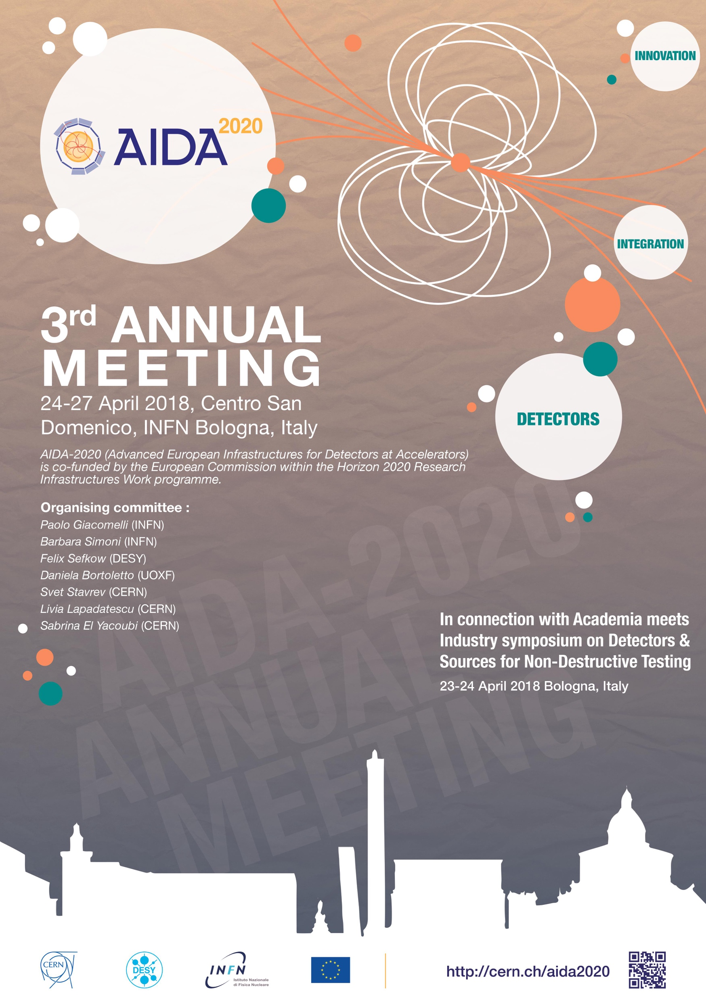 AIDA 2020
INNOVATION
INTEGRATION
3rd ANNUAL
MEETING
24-27 April 2018, Centro San
Domenico, INFN Bologna, Italy
DETECTORS
AIDA-2020 (Advanced European Infrastructures for Detectors at Accelerators)
is co-funded by the European Commission within the Horizon 2020 Research
Infrastructures Work programme.
Organising committee :
Paolo Giacomelli (INFN)
Barbara Simoni (INFN)
Felix Sefkow (DESY)
Daniela Bortoletto (UOXF)
Svet Stavrev (CERN)
Livia Lapadatescu (CERN)
Sabrina El Yacoubi (CERN)
AIDA-2020
ANNUAL
MEETING
In connection with Academia meets
Industry symposium on Detectors &
Sources for Non-Destructive Testing
23-24 April 2018 Bologna, Italy
CERN
DESY
INFN
Istituto Nazionale
di Fisica Nucleare
http://cern.ch/aida2020